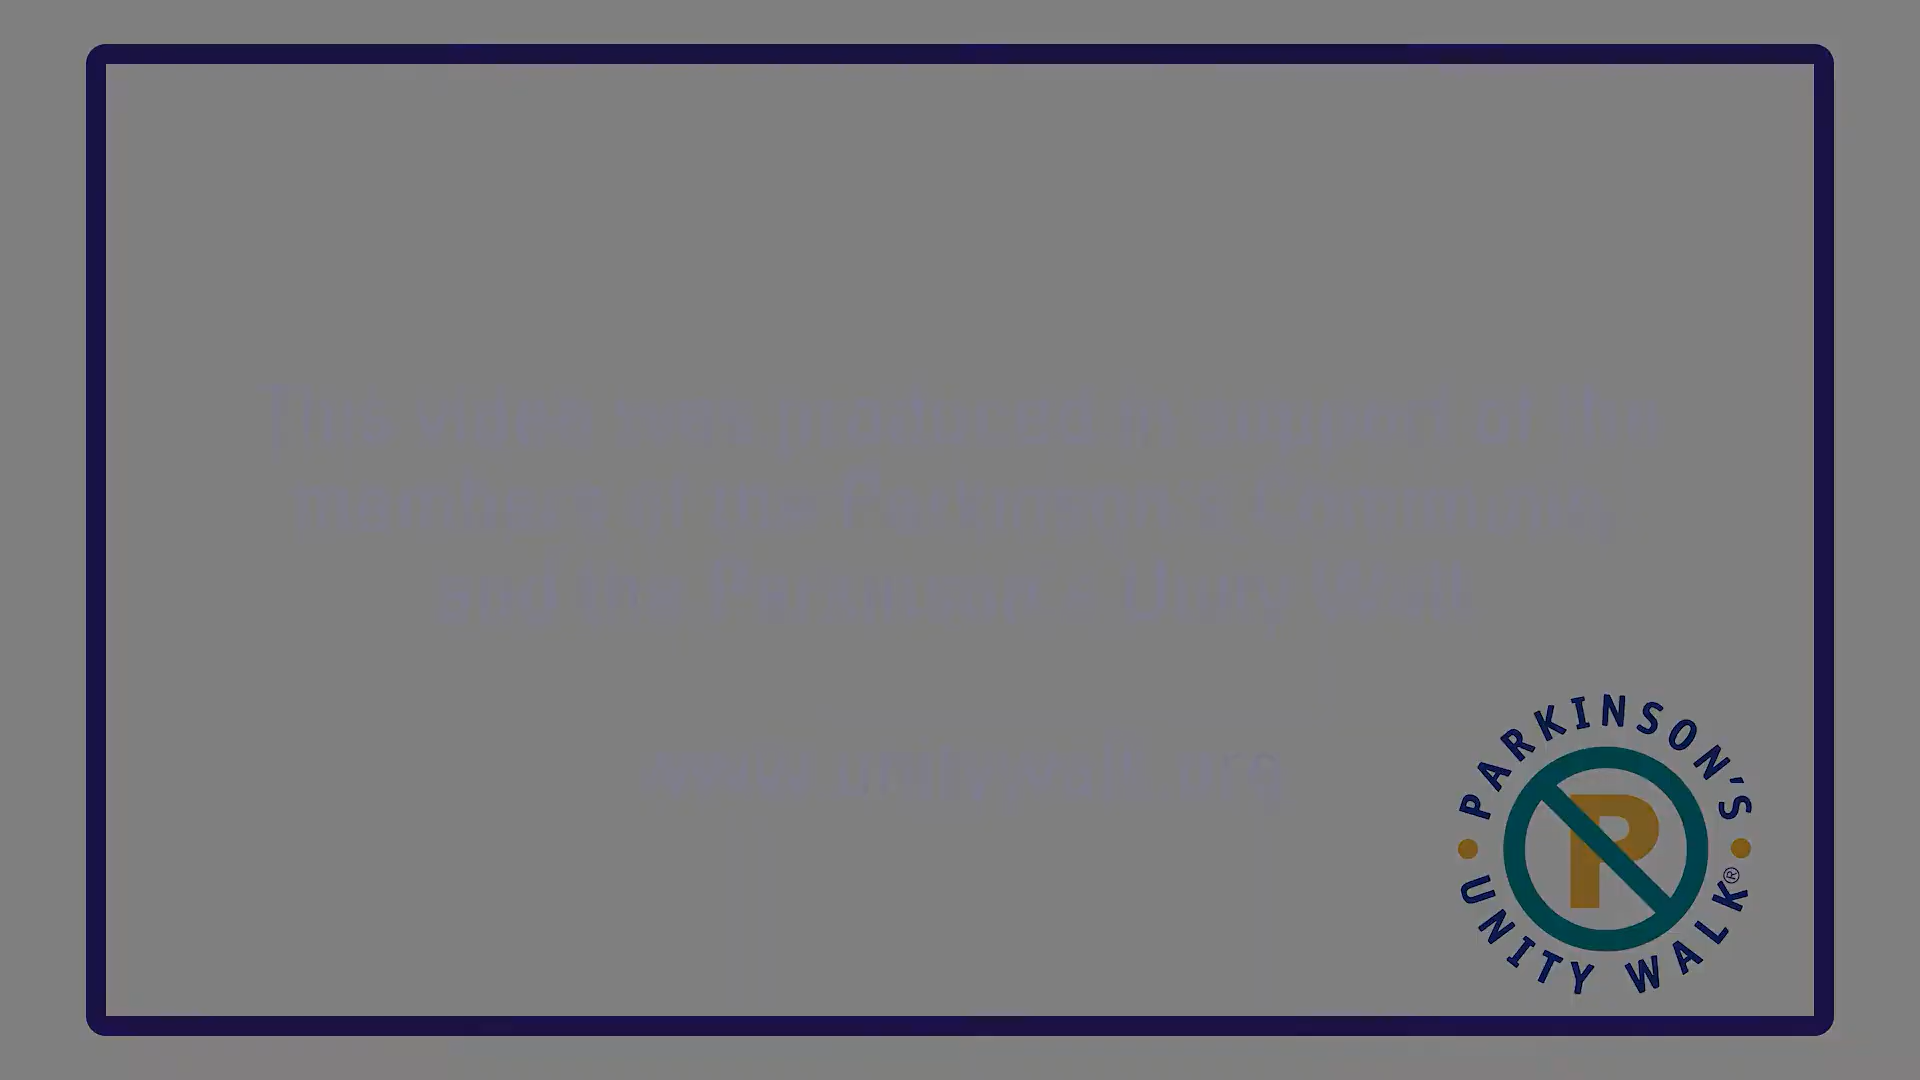 This video was produced in support of the
members of the Parkinson's Community
and the Parkinson's Unity Walk
www.unitywalk.org
PARKINSON'S
P
UNITY WALK®